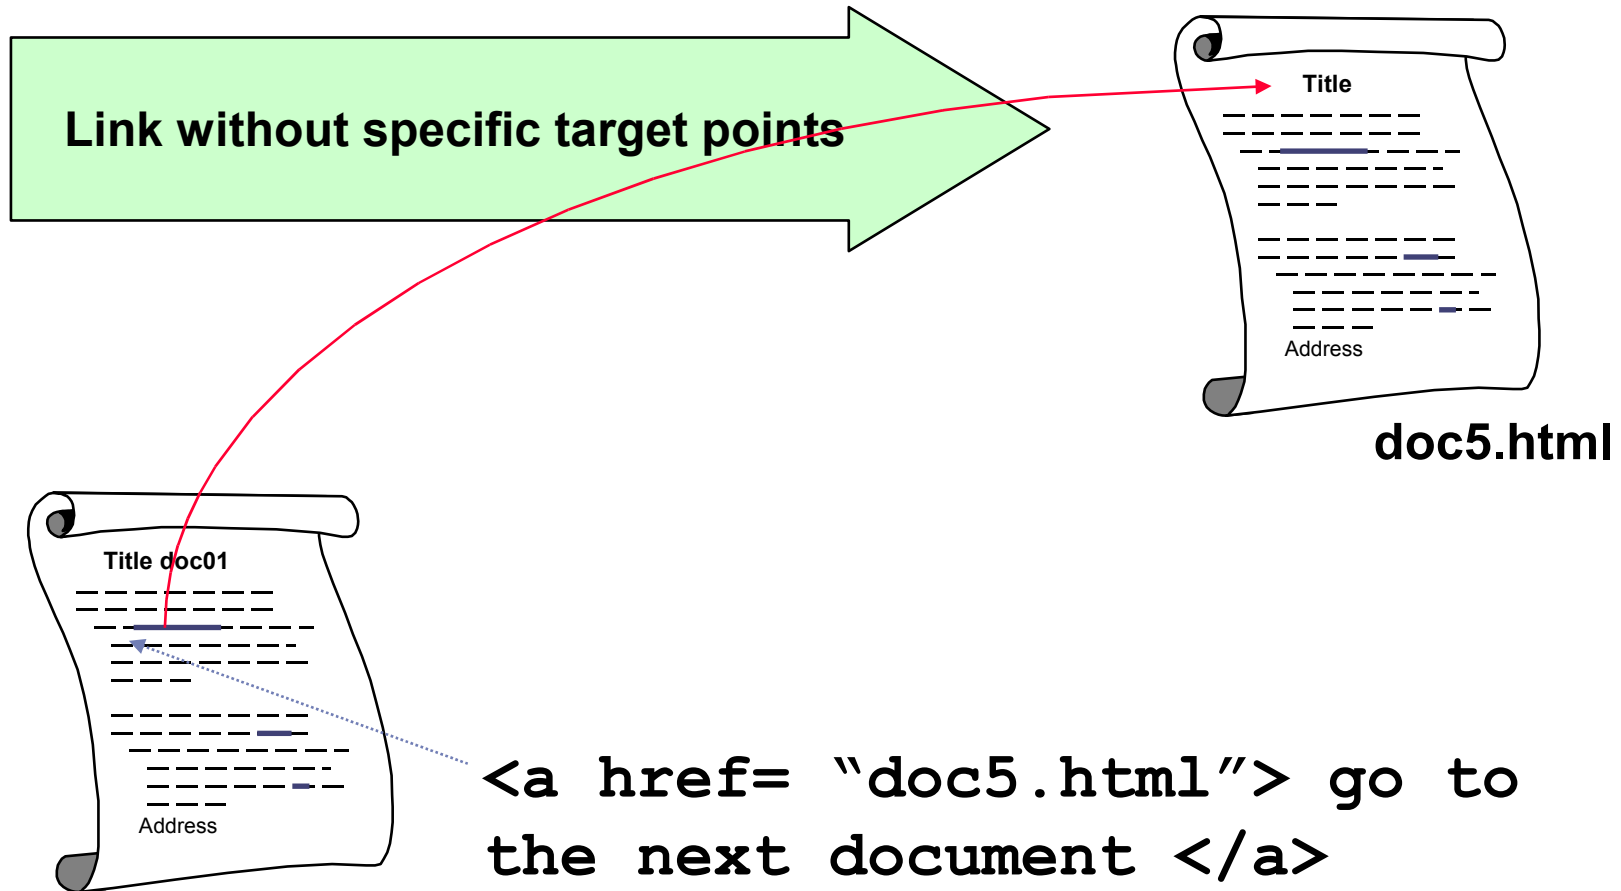 Link without specific target points
Title
Address
doc5.html
Title doc01
Address
<a href= “doc5.html”> go to
the next document </a>